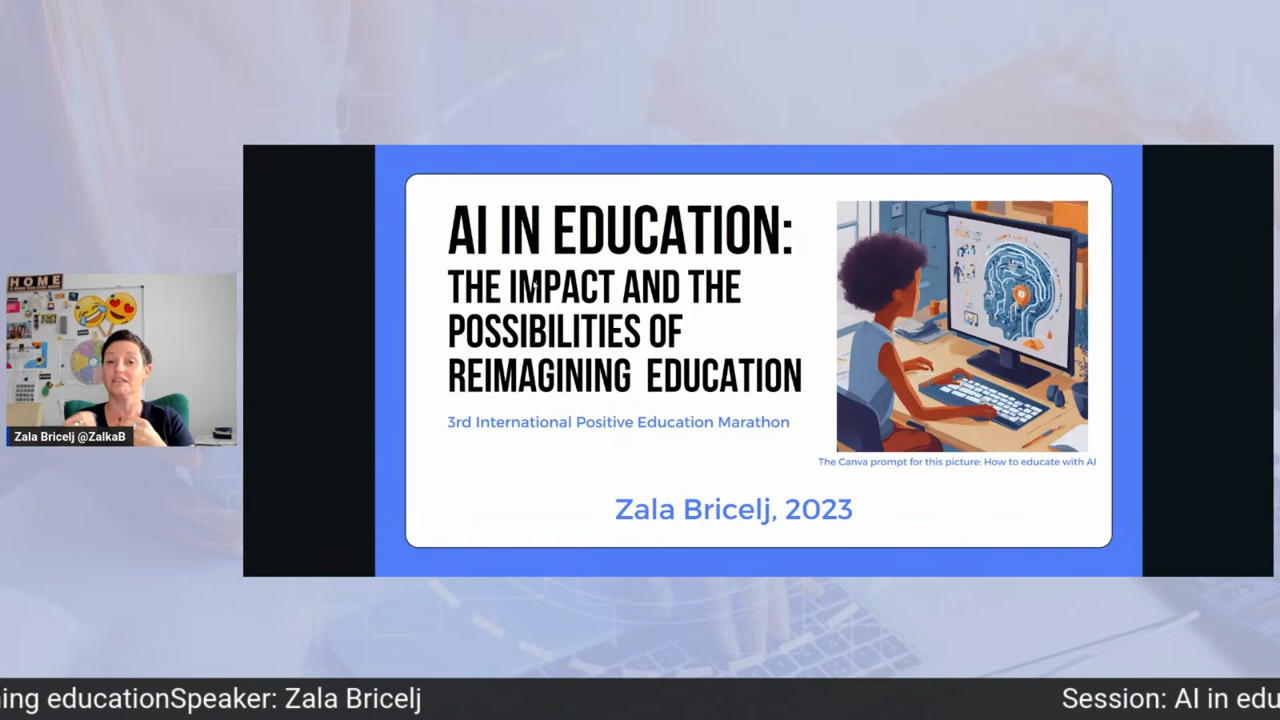 AI IN EDUCATION:
THE IMPACT AND THE
POSSIBILITIES OF
REIMAGINING EDUCATION
3rd International Positive Education Marathon
The Canva prompt for this picture: How to educate with AI
Zala Bricelj, 2023
HOME
Zala Bricelj @ZalkaB
ning educationSpeaker: Zala Bricelj
Session: AI in edu